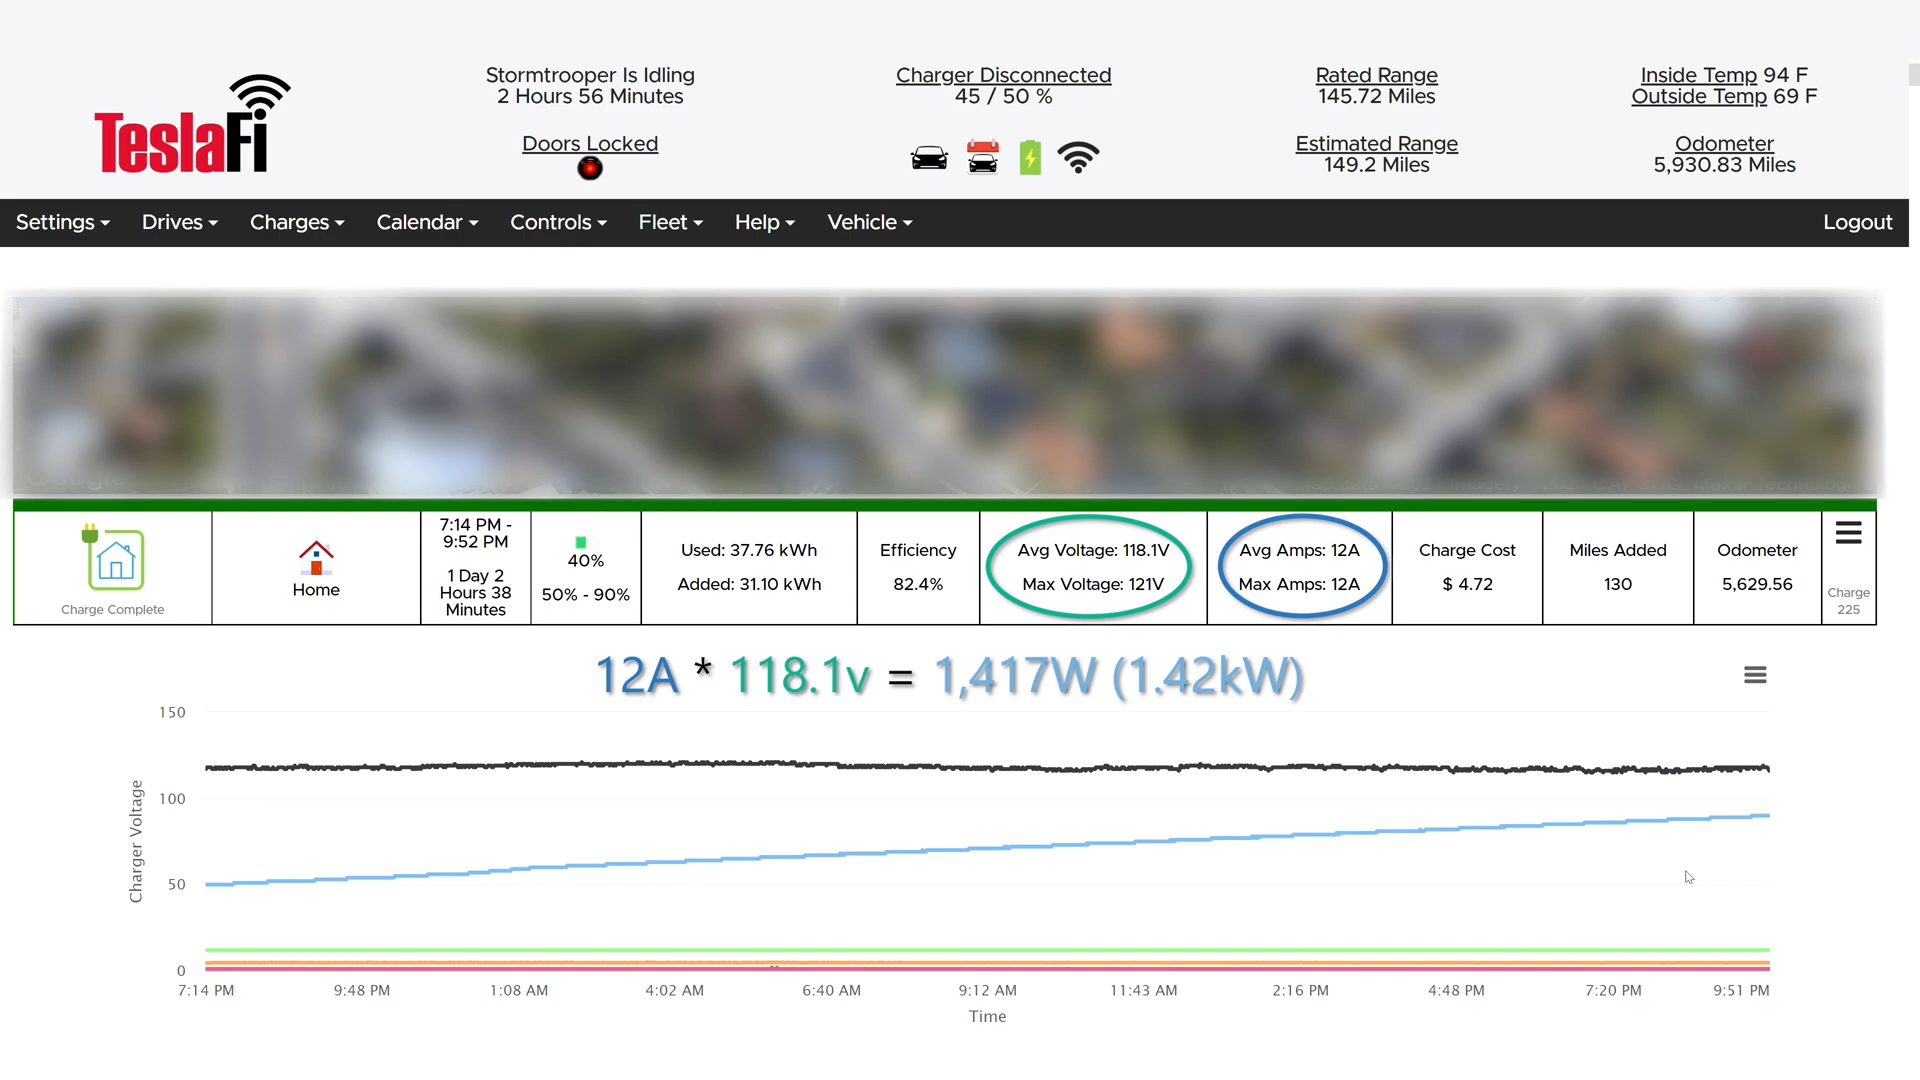 TeslaFi
Stormtrooper Is Idling
2 Hours 56 Minutes
Doors Locked
Charger Disconnected
45 / 50 %
Rated Range
145.72 Miles
Estimated Range
149.2 Miles
Inside Temp 94 F
Outside Temp 69 F
Odometer
5,930.83 Miles
Settings Drives Charges Calendar Controls Fleet Help Vehicle Logout
Charge Complete
Home
7:14 PM -
9:52 PM
1 Day 2
Hours 38
Minutes
40%
50% - 90%
Used: 37.76 kWh
Added: 31.10 kWh
Efficiency
82.4%
Avg Voltage: 118.1V
Max Voltage: 121V
Avg Amps: 12A
Max Amps: 12A
Charge Cost
$ 4.72
Miles Added
130
Odometer
5,629.56
Charge
225
12A * 118.1v = 1,417W (1.42kW)
Charger Voltage
150
100
50
0
7:14 PM 9:48 PM 1:08 AM 4:02 AM 6:40 AM 9:12 AM 11:43 AM 2:16 PM 4:48 PM 7:20 PM 9:51 PM
Time